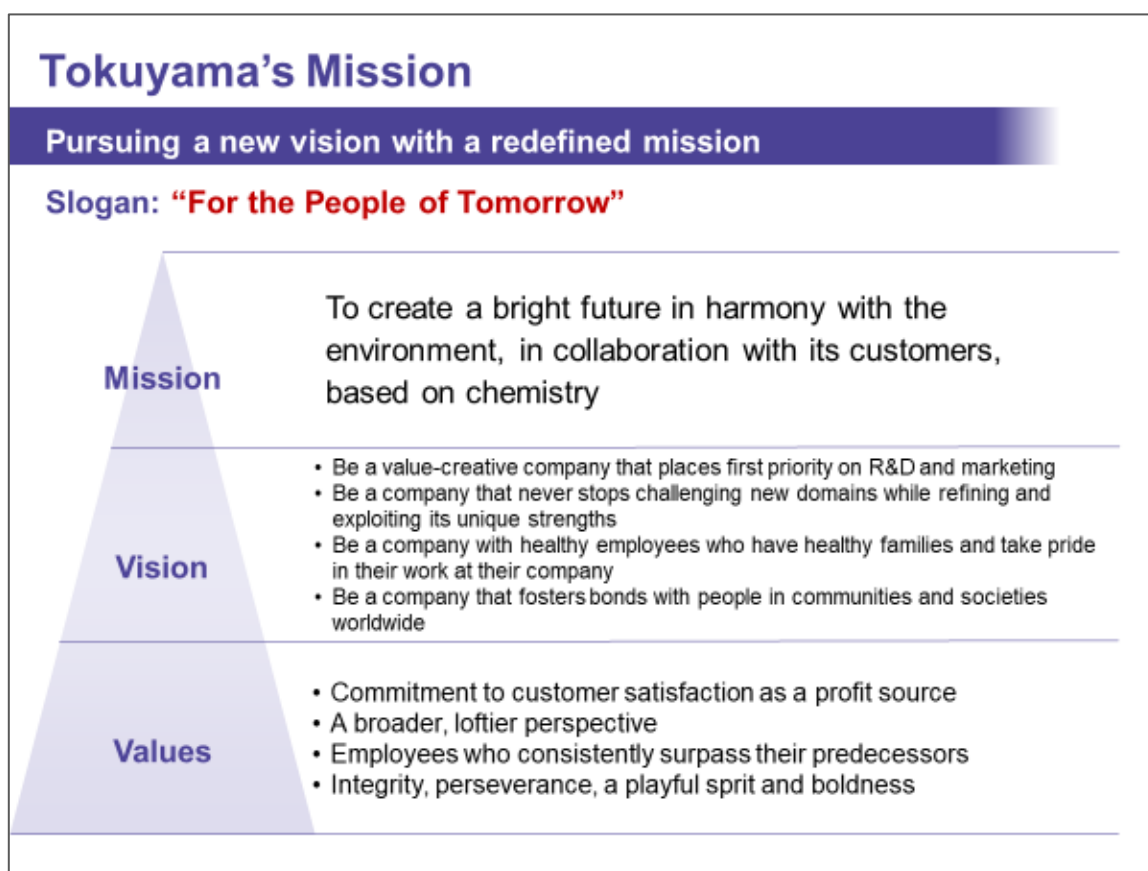 Tokuyama's Mission
Pursuing a new vision with a redefined mission
Slogan: “For the People of Tomorrow”
Mission
To create a bright future in harmony with the
environment, in collaboration with its customers,
based on chemistry
Vision
• Be a value-creative company that places first priority on R&D and marketing
• Be a company that never stops challenging new domains while refining and
exploiting its unique strengths
• Be a company with healthy employees who have healthy families and take pride
in their work at their company
• Be a company that fosters bonds with people in communities and societies
worldwide
Values
• Commitment to customer satisfaction as a profit source
• A broader, loftier perspective
• Employees who consistently surpass their predecessors
• Integrity, perseverance, a playful sprit and boldness